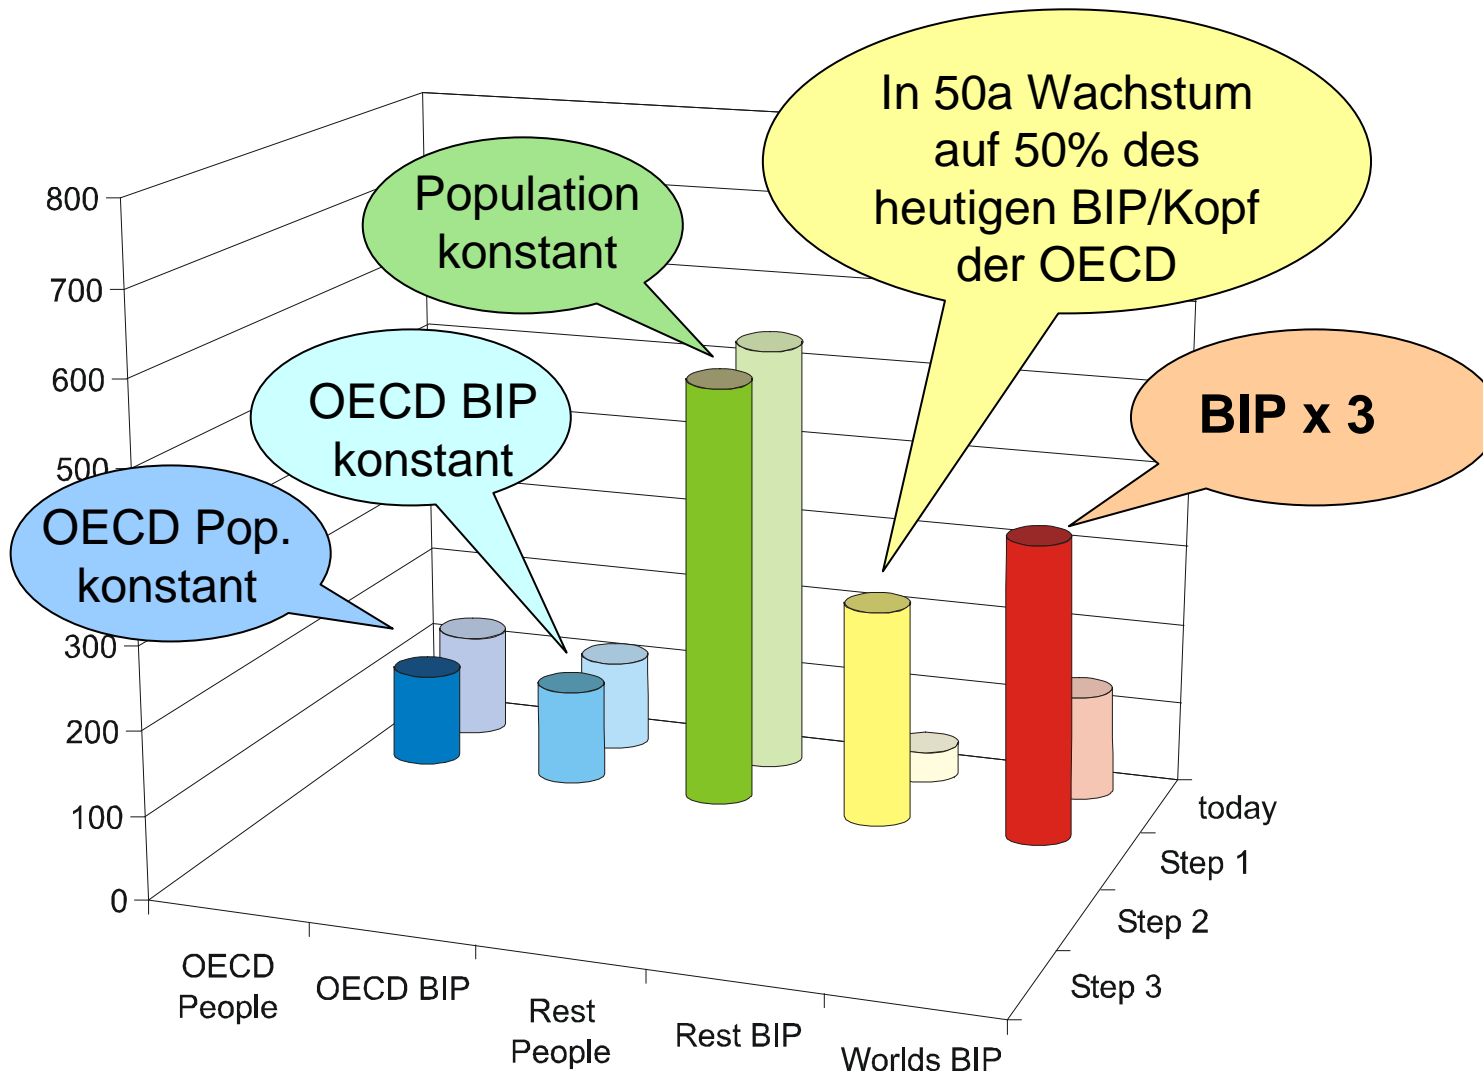 In 50a Wachstum
auf 50% des
heutigen BIP/Kopf
der OECD
Population
konstant
OECD BIP
konstant
BIP x 3
OECD Pop.
konstant
800
700
600
500
300
200
100
0
today
Step 1
Step 2
Step 3
OECD
People
OECD BIP
Rest
People
Rest BIP
Worlds BIP